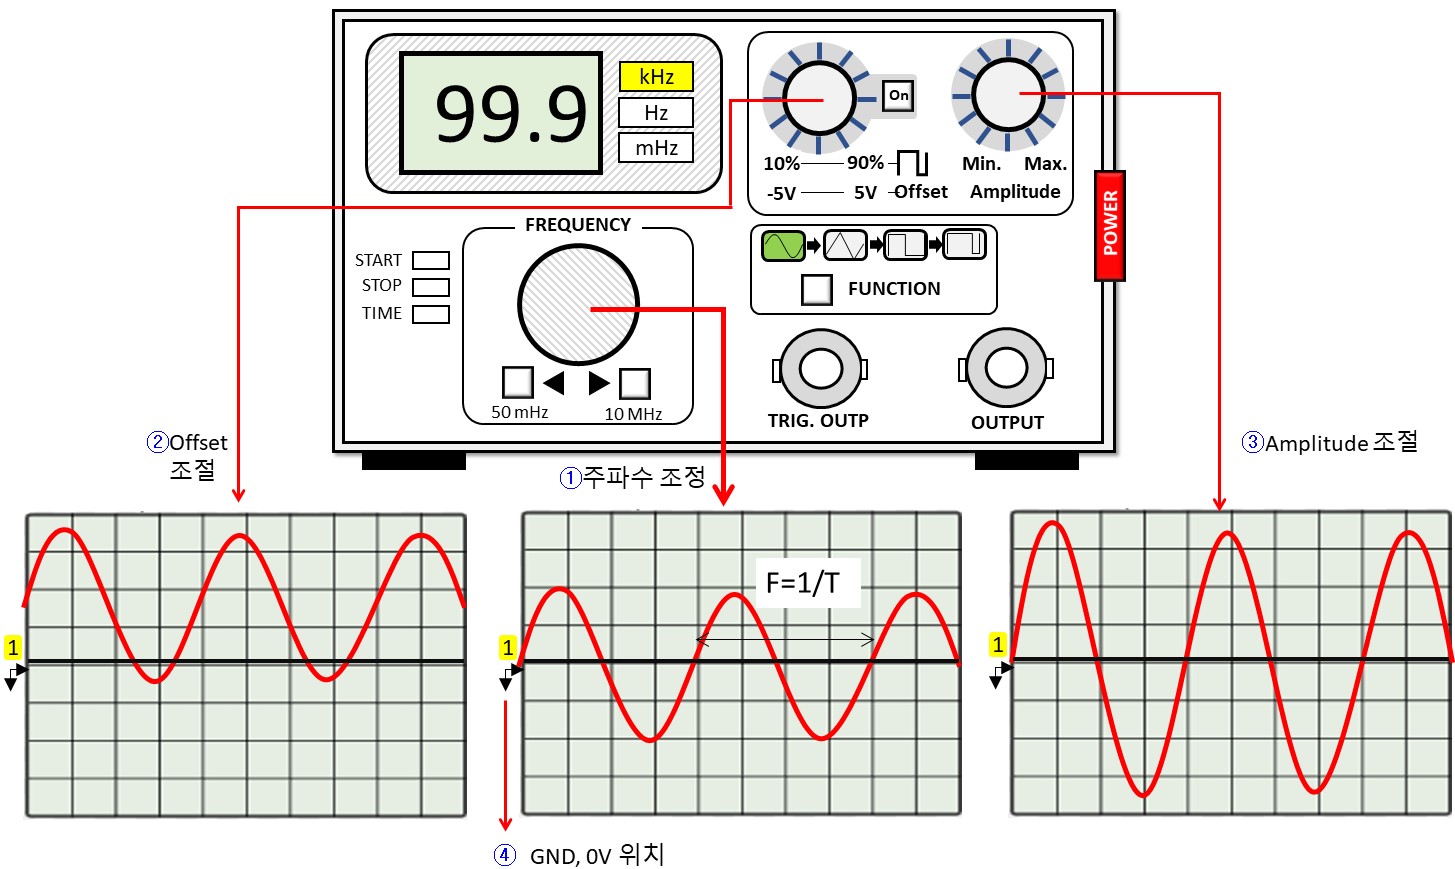 99.9
kHz
Hz
mHz
On
10%
90%
Min.
Max.
-5V
5V
Offset
Amplitude
POWER
FREQUENCY
START
STOP
TIME
50 mHz
10 MHz
FUNCTION
TRIG. OUTP
OUTPUT
②Offset
조절
①주파수 조정
③Amplitude 조절
F=1/T
1
1
1
④ GND, 0V 위치